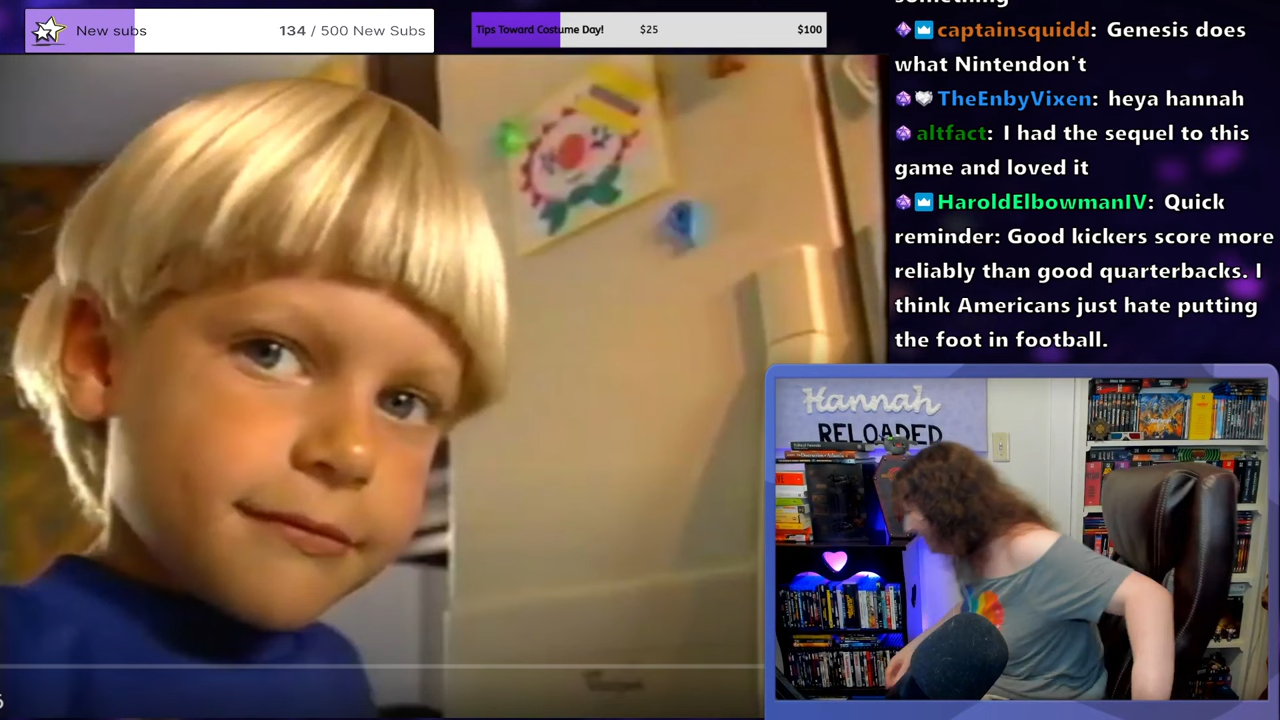 New subs
134 / 500 New Subs
Tips Toward Costume Day!
$25
$100
captainsquidd: Genesis does
what Nintendon't
TheEnbyVixen: heya hannah
altfact: I had the sequel to this
game and loved it
HaroldElbowmanIV: Quick
reminder: Good kickers score more
reliably than good quarterbacks. I
think Americans just hate putting
the foot in football.
Hannah
RELOADED